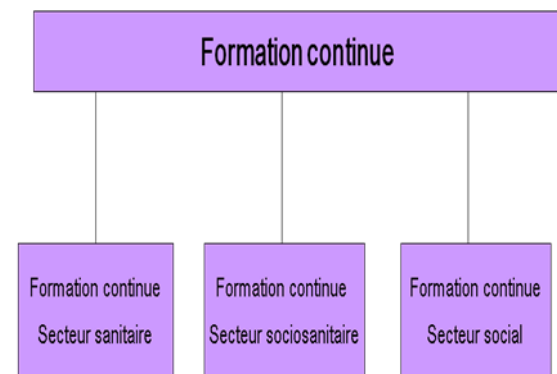 Formation continue
Formation continue
Secteur sanitaire
Formation continue
Secteur sociosanitaire
Formation continue
Secteur social